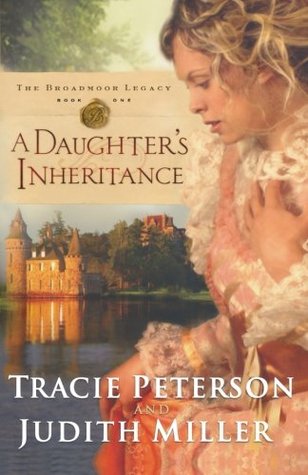 THE BROADMOOR LEGACY
BOOK ONE
B
A DAUGHTER'S
INHERITANCE
TRACIE PETERSON
AND
JUDITH MILLER